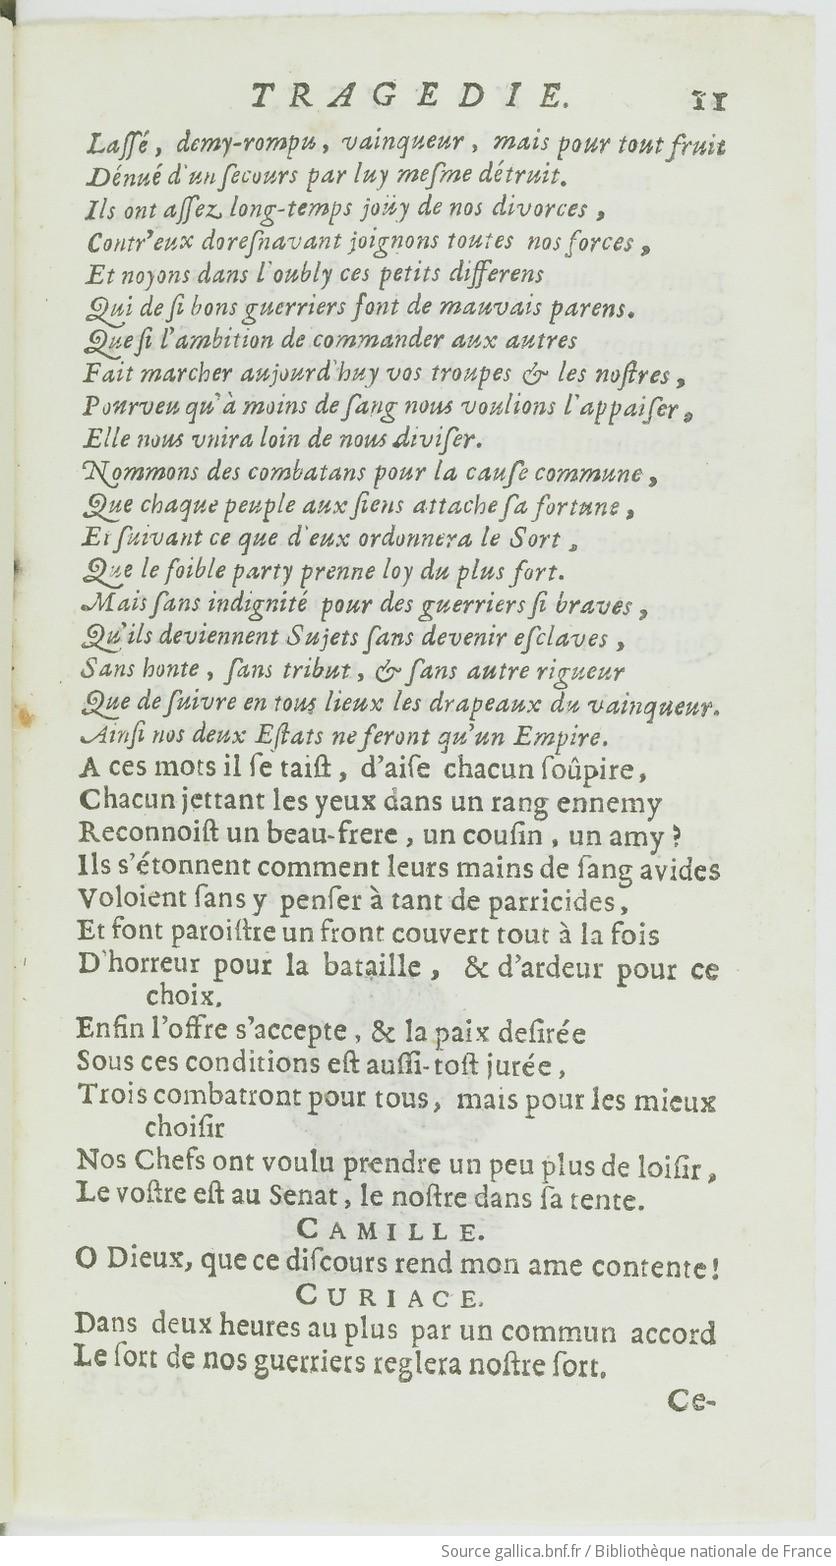 TRAGEDIE. 11
Laſſé, demy-rompu, vainqueur, mais pour tout fruit
Dénué d'un ſecours par luy meſme détruit.
Ils ont aſſez long-temps joüy de nos divorces,
Contr'eux doreſnavant joignons toutes nos forces,
Et noyons dans l'oubly ces petits differens
Qui de ſi bons guerriers font de mauvais parens.
Que ſi l'ambition de commander aux autres
Fait marcher aujourd'huy vos troupes & les noſtres,
Pourveu qu'à moins de ſang nous voulions l'appaiſer,
Elle nous vnira loin de nous diviſer.
Nommons des combatans pour la cauſe commune,
Que chaque peuple aux ſiens attache ſa fortune,
Et ſuivant ce que d'eux ordonnera le Sort,
Que le foible party prenne loy du plus fort.
Mais ſans indignité pour des guerriers ſi braves,
Qu'ils deviennent Sujets ſans devenir eſclaves,
Sans honte, ſans tribut, & ſans autre rigueur
Que de ſuivre en tous lieux les drapeaux du vainqueur.
Ainſi nos deux Eſtats ne feront qu'un Empire.
A ces mots il ſe taiſt, d'aiſe chacun ſoûpire,
Chacun jettant les yeux dans un rang ennemy
Reconnoiſt un beau-frere, un couſin, un amy?
Ils s'étonnent comment leurs mains de ſang avides
Voloient ſans y penſer à tant de parricides,
Et font paroiſtre un front couvert tout à la fois
D'horreur pour la bataille, & d'ardeur pour ce
choix.
Enfin l'offre s'accepte, & la paix deſirée
Sous ces conditions eſt auſſi-toſt jurée,
Trois combatront pour tous, mais pour les mieux
choiſir
Nos Chefs ont voulu prendre un peu plus de loiſir,
Le voſtre eſt au Senat, le noſtre dans ſa tente.
CAMILLE.
O Dieux, que ce diſcours rend mon ame contente!
CURIACE.
Dans deux heures au plus par un commun accord
Le ſort de nos guerriers reglera noſtre ſort.
Ce-
Source gallica.bnf.fr / Bibliothèque nationale de France